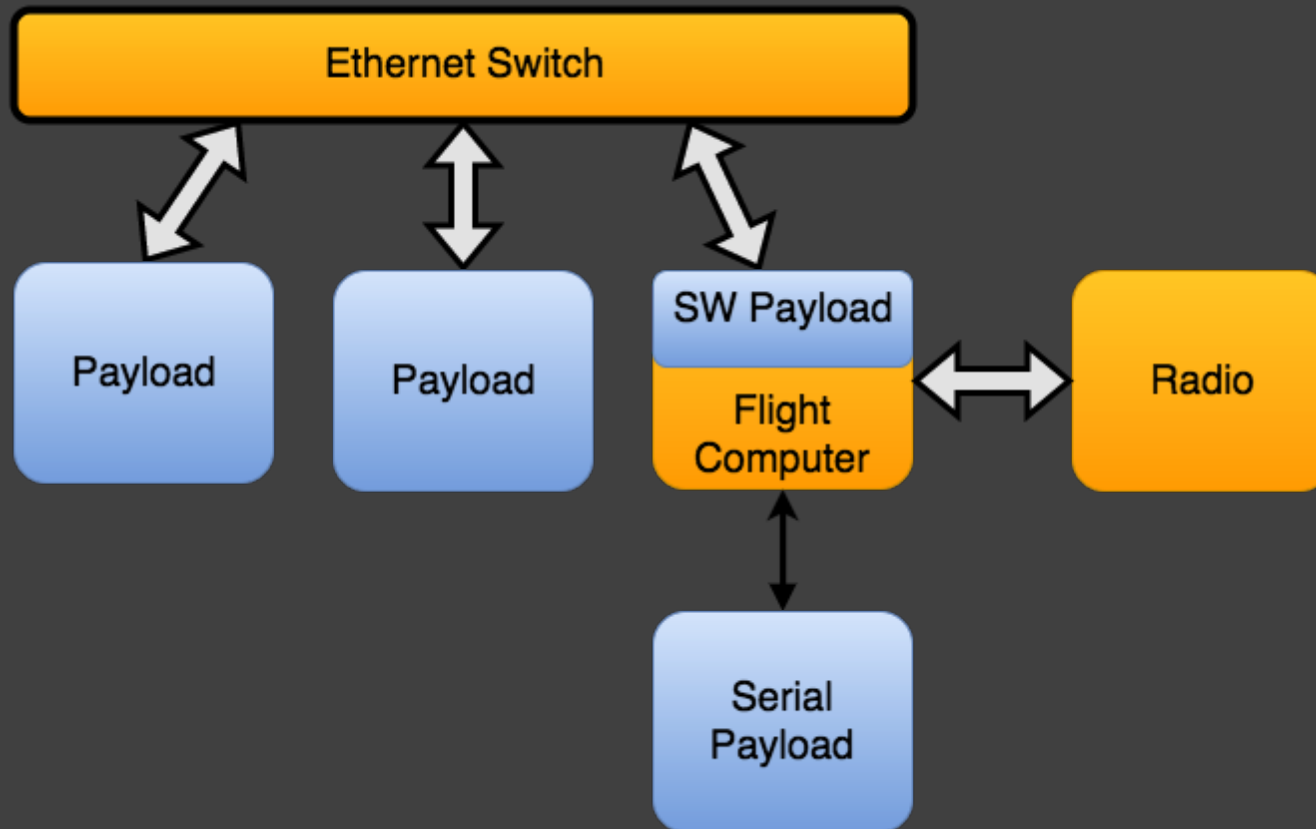 Ethernet Switch
Payload
Payload
SW Payload
Flight
Computer
Radio
Serial
Payload